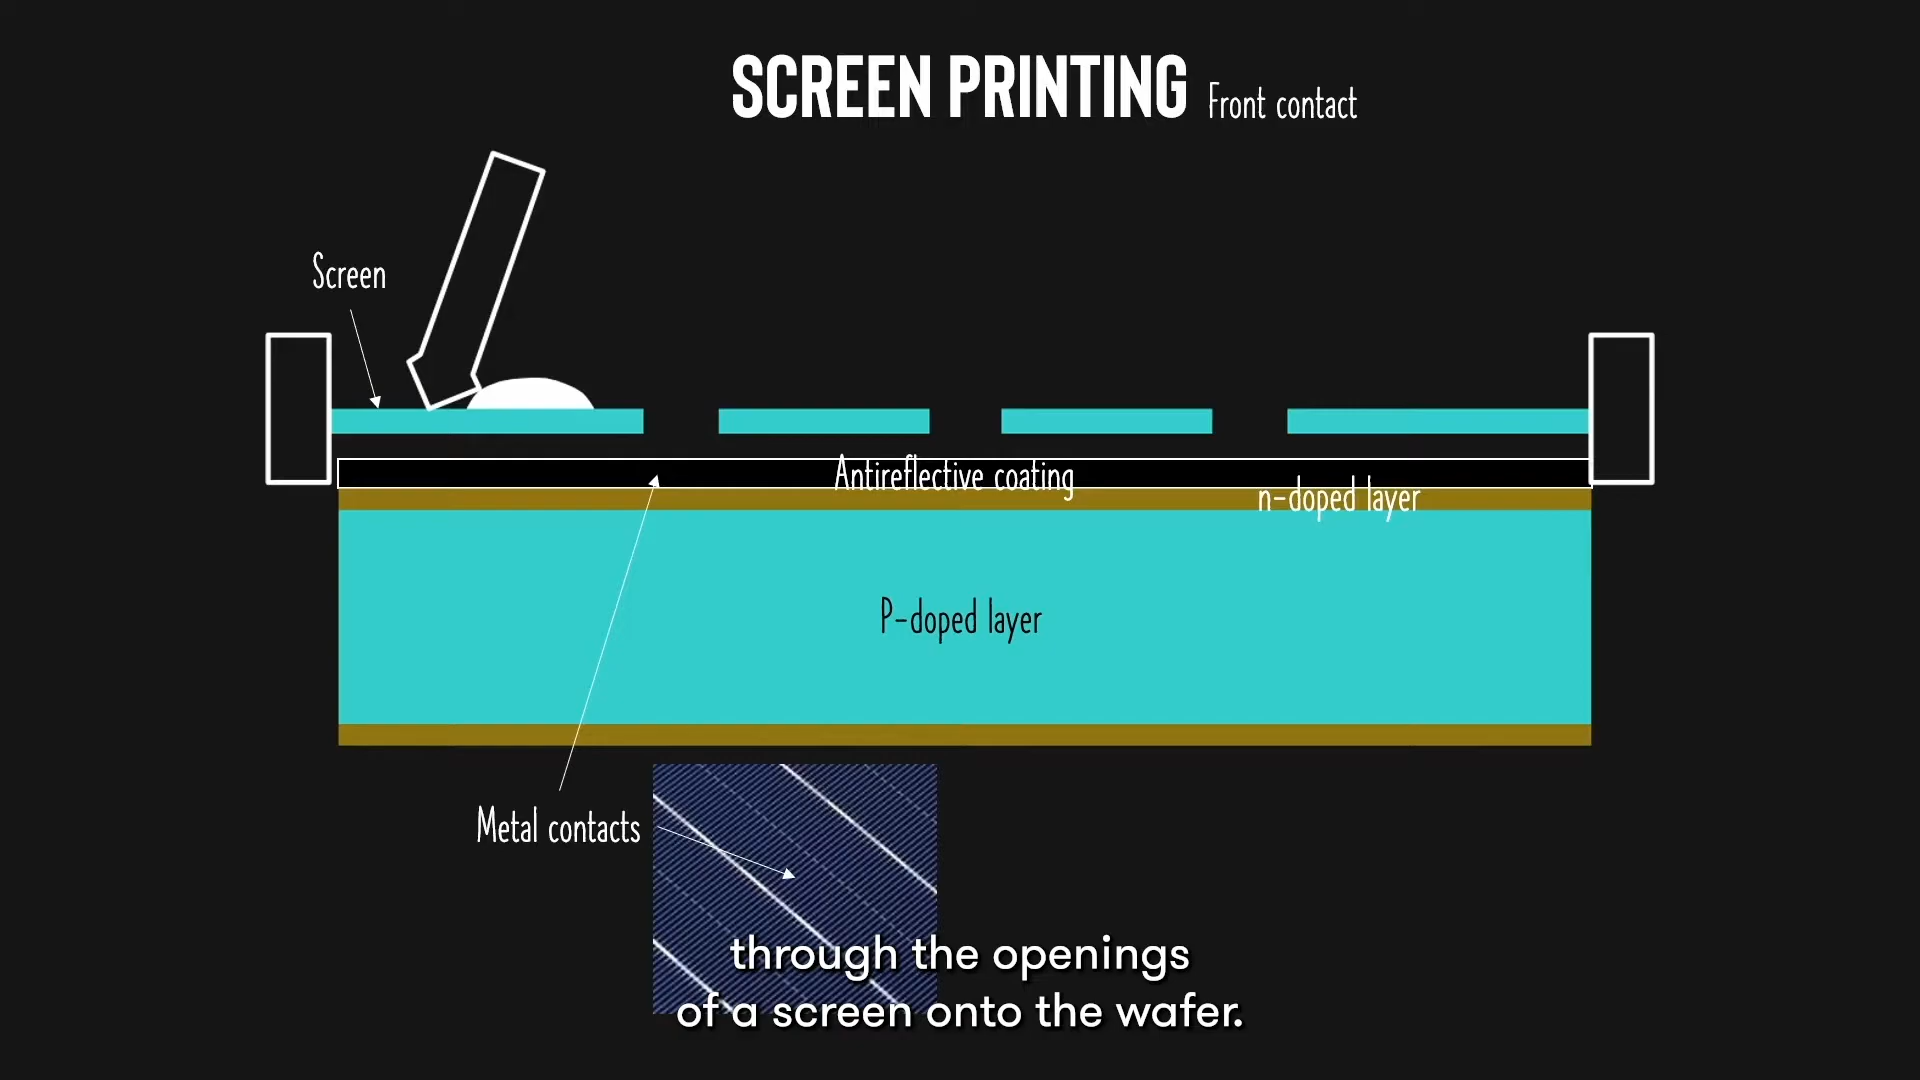 SCREEN PRINTING Front contact
Screen
Antireflective coating
n-doped layer
P-doped layer
Metal contacts
through the openings
of a screen onto the wafer.